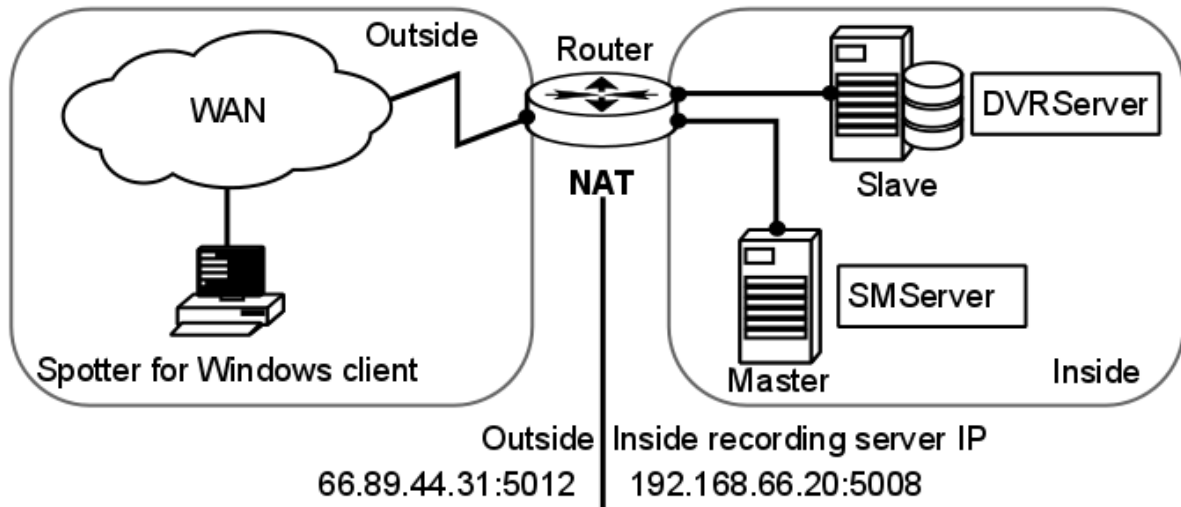 Outside
Router
WAN
DVRServer
NAT
Slave
SMServer
Spotter for Windows client
Master
Inside
Outside
Inside recording server IP
66.89.44.31:5012
192.168.66.20:5008